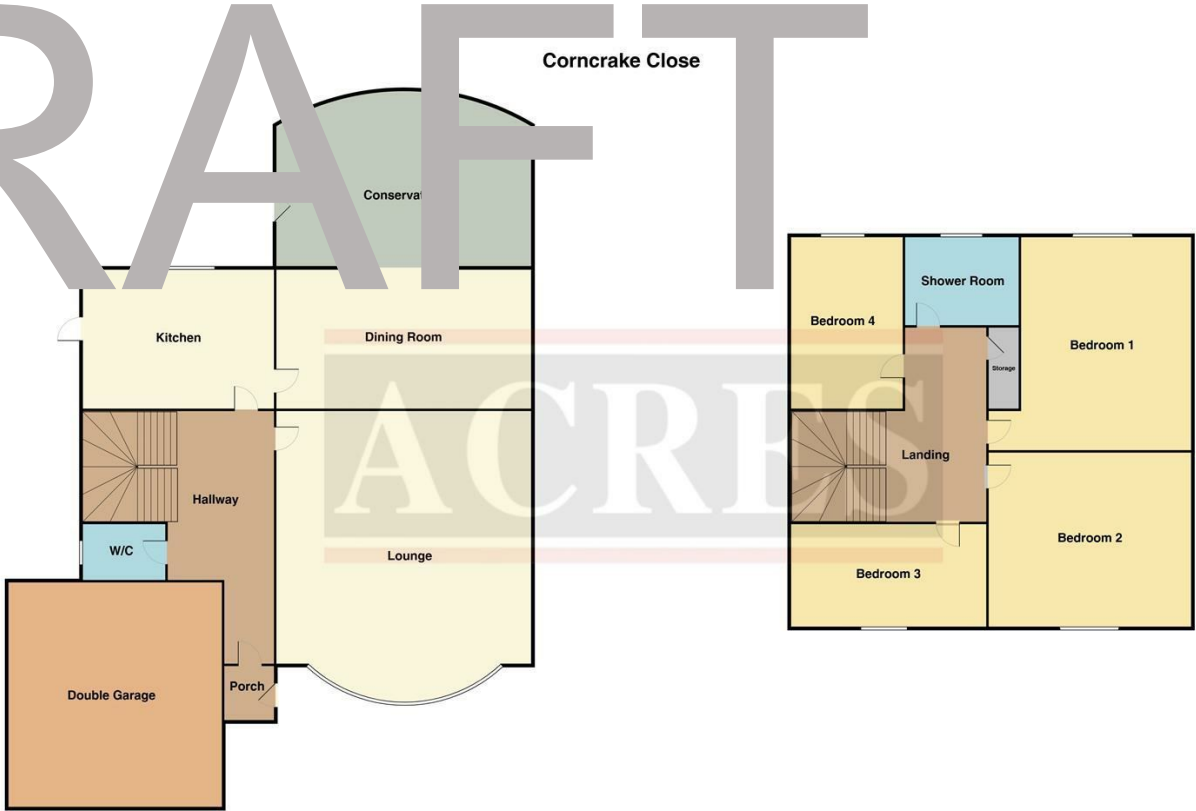 RAFT
Corncrake Close
Conservat
Kitchen
Dining Room
Hallway
W/C
Lounge
Double Garage
Porch
ACRES
Shower Room
Bedroom 4
Bedroom 1
Storage
Landing
Bedroom 2
Bedroom 3